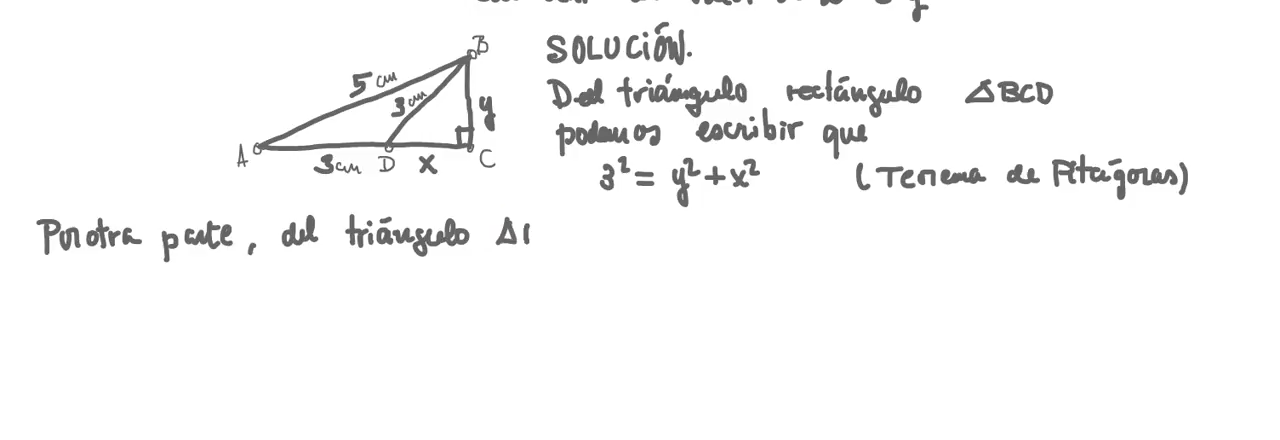 B
SOLUCIÓN.
5 cm
3 cm
y
Del triángulo rectángulo ΔBCD
podemos escribir que
A
3 cm
D
x
C
3² = y² + x² (Teorema de Pitágoras)
Por otra parte, del triángulo Δ